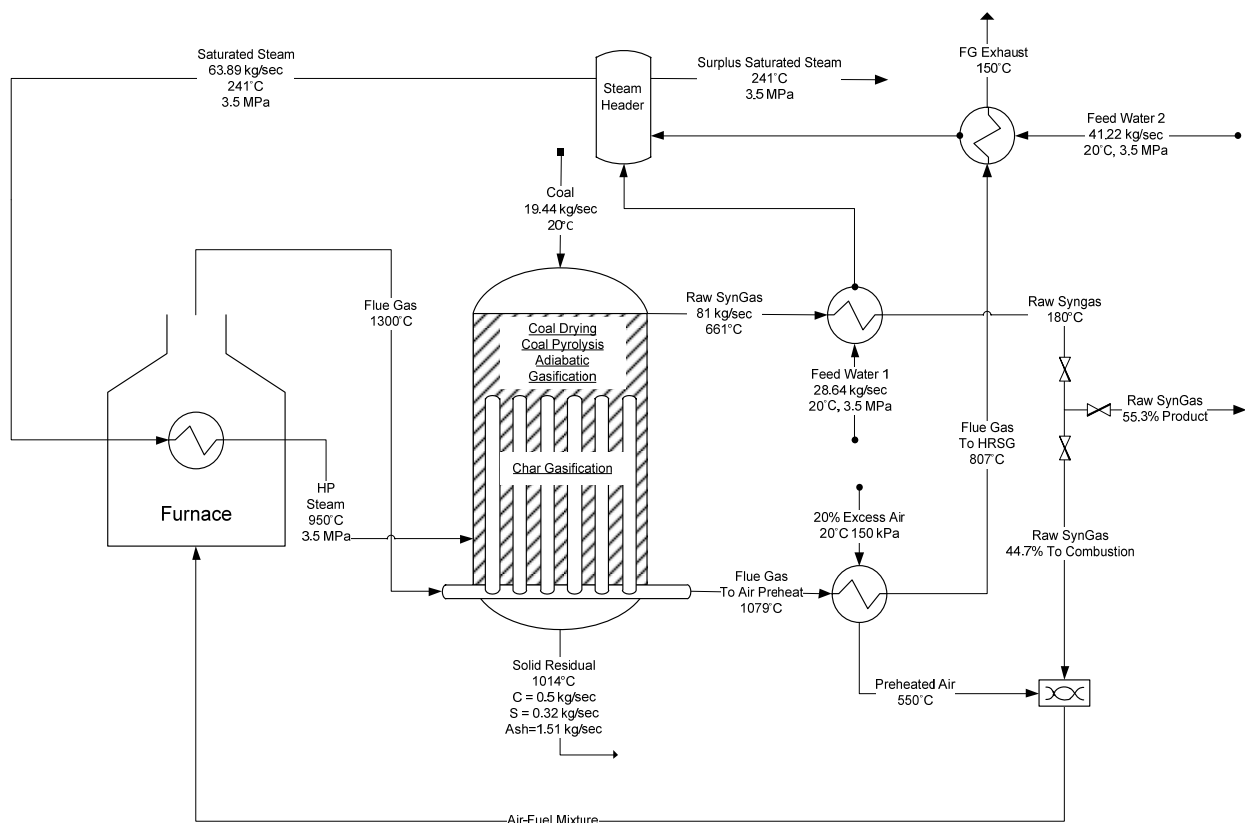 Saturated Steam
63.89 kg/sec
241°C
3.5 MPa
Steam
Header
Surplus Saturated Steam
241°C
3.5 MPa
FG Exhaust
150°C
Feed Water 2
41.22 kg/sec
20°C, 3.5 MPa
Coal
19.44 kg/sec
20°C
Flue Gas
1300°C
Raw SynGas
81 kg/sec
661°C
Raw Syngas
180°C
Coal Drying
Coal Pyrolysis
Adiabatic
Gasification
Feed Water 1
28.64 kg/sec
20°C, 3.5 MPa
Raw SynGas
55.3% Product
Flue Gas
To HRSG
807°C
Char Gasification
HP
Steam
950°C
3.5 MPa
Furnace
20% Excess Air
20°C 150 kPa
Raw SynGas
44.7% To Combustion
Flue Gas
To Air Preheat
1079°C
Solid Residual
1014°C
C = 0.5 kg/sec
S = 0.32 kg/sec
Ash=1.51 kg/sec
Preheated Air
550°C
Air-Fuel Mixture